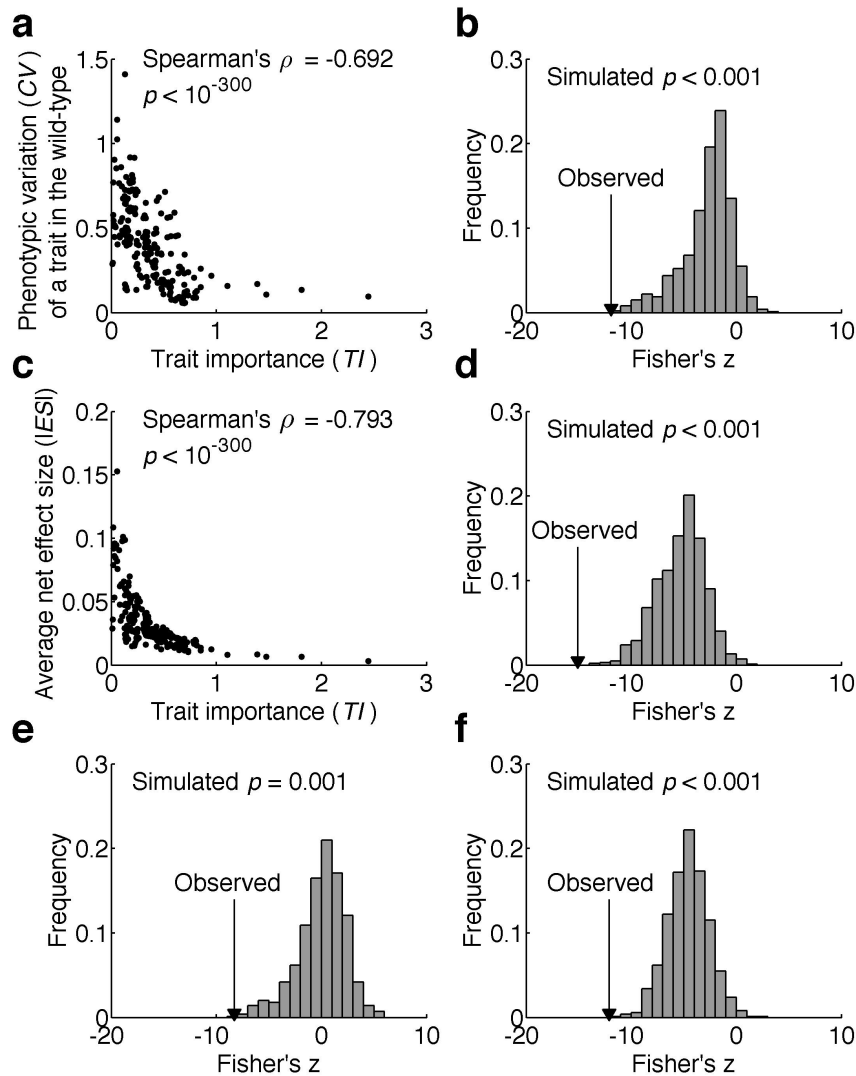 a
Phenotypic variation (CV)
of a trait in the wild-type
Spearman's ρ = -0.692
p < 10^-300
1.5
1
0.5
0
0 1 2 3
Trait importance (TI)
b
Simulated p < 0.001
Observed
Frequency
0.3
0.2
0.1
0
-20 -10 0 10
Fisher's z
c
Average net effect size (|ES|)
Spearman's ρ = -0.793
p < 10^-300
0.2
0.15
0.1
0.05
0
0 1 2 3
Trait importance (TI)
d
Simulated p < 0.001
Observed
Frequency
0.3
0.2
0.1
0
-20 -10 0 10
Fisher's z
e
Simulated p = 0.001
Observed
Frequency
0.3
0.2
0.1
0
-20 -10 0 10
Fisher's z
f
Simulated p < 0.001
Observed
Frequency
0.3
0.2
0.1
0
-20 -10 0 10
Fisher's z